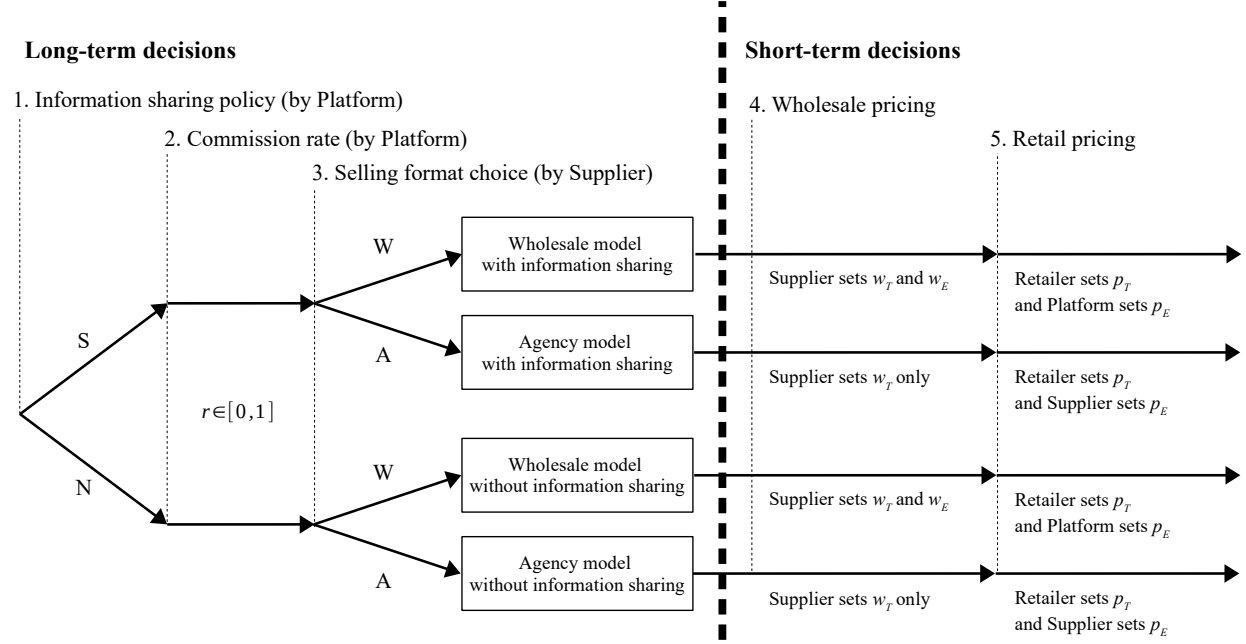 Long-term decisions
Short-term decisions
1. Information sharing policy (by Platform)
2. Commission rate (by Platform)
3. Selling format choice (by Supplier)
4. Wholesale pricing
5. Retail pricing
S
N
r∈[0,1]
W
A
W
A
Wholesale model
with information sharing
Supplier sets w_T and w_E
Retailer sets p_T
and Platform sets p_E
Agency model
with information sharing
Supplier sets w_T only
Retailer sets p_T
and Supplier sets p_E
Wholesale model
without information sharing
Supplier sets w_T and w_E
Retailer sets p_T
and Platform sets p_E
Agency model
without information sharing
Supplier sets w_T only
Retailer sets p_T
and Supplier sets p_E